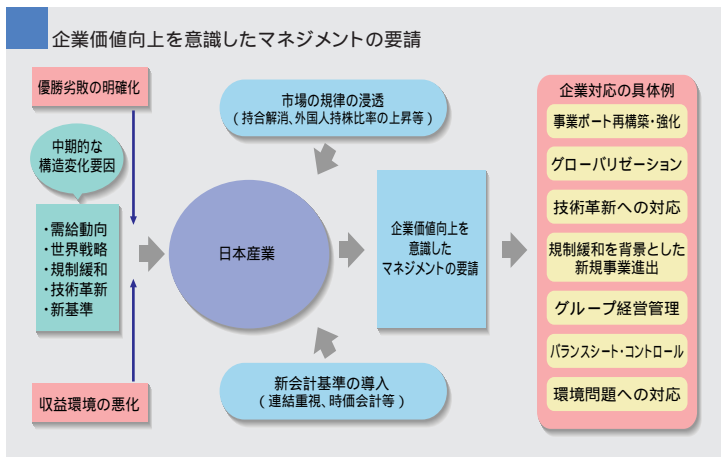 企業価値向上を意識したマネジメントの要請
優勝劣敗の明確化
中期的な
構造変化要因
・需給動向
・世界戦略
・規制緩和
・技術革新
・新基準
収益環境の悪化
市場の規律の浸透
(持合解消、外国人持株比率の上昇等)
日本産業
新会計基準の導入
(連結重視、時価会計等)
企業価値向上を
意識した
マネジメントの要請
企業対応の具体例
事業ポート再構築・強化
グローバリゼーション
技術革新への対応
規制緩和を背景とした
新規事業進出
グループ経営管理
バランスシート・コントロール
環境問題への対応